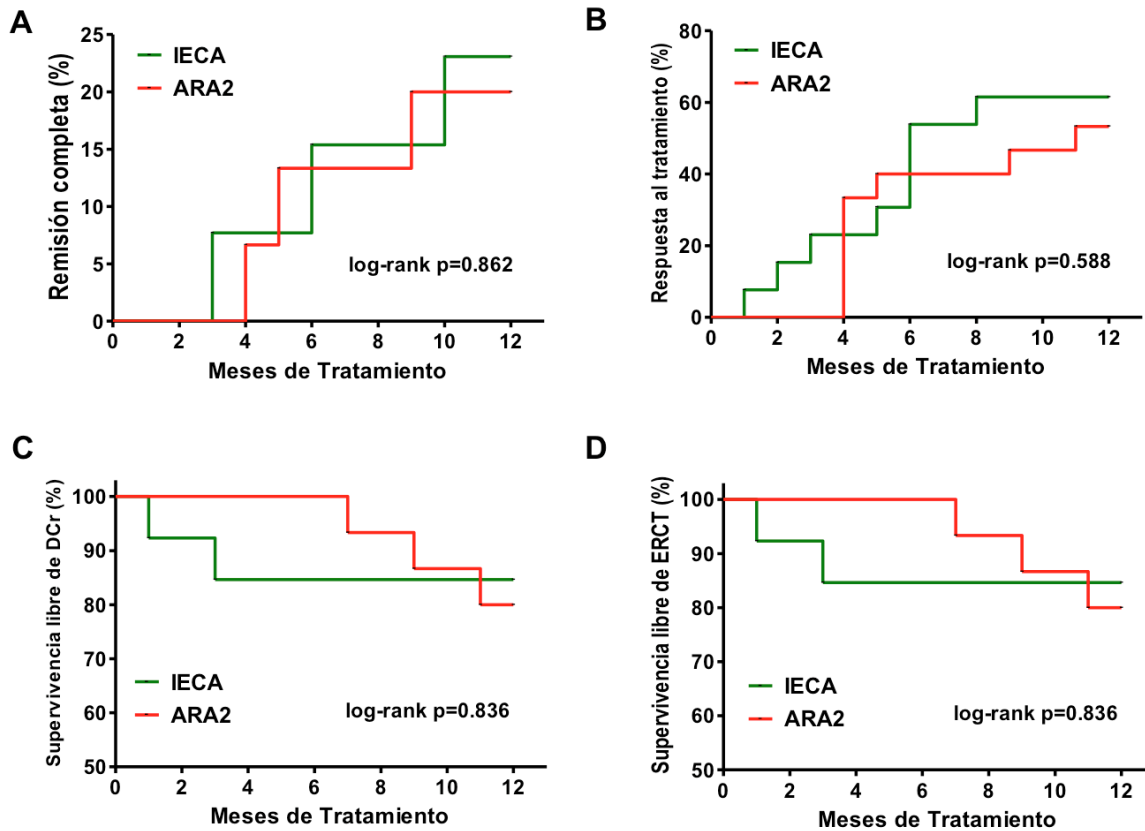 A
Remisión completa (%)
25
20
15
10
5
0
IECA
ARA2
log-rank p=0.862
0 2 4 6 8 10 12
Meses de Tratamiento
B
Respuesta al tratamiento (%)
80
60
40
20
0
IECA
ARA2
log-rank p=0.588
0 2 4 6 8 10 12
Meses de Tratamiento
C
Supervivencia libre de DCr (%)
100
90
80
70
60
50
IECA
ARA2
log-rank p=0.836
0 2 4 6 8 10 12
Meses de Tratamiento
D
Supervivencia libre de ERCT (%)
100
90
80
70
60
50
IECA
ARA2
log-rank p=0.836
0 2 4 6 8 10 12
Meses de Tratamiento